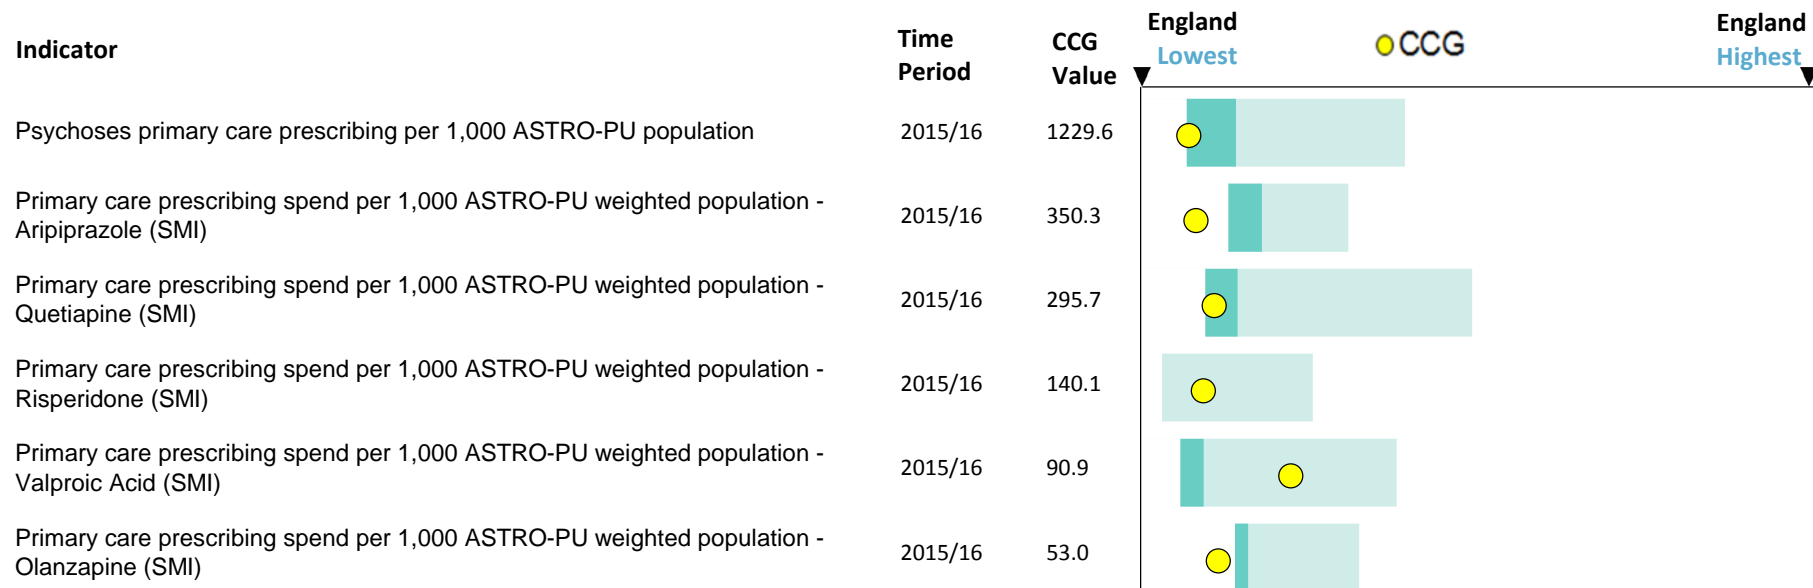 Indicator
Time Period
CCG Value
England Lowest
CCG
England Highest
Psychoses primary care prescribing per 1,000 ASTRO-PU population
2015/16
1229.6
Primary care prescribing spend per 1,000 ASTRO-PU weighted population -
Aripiprazole (SMI)
2015/16
350.3
Primary care prescribing spend per 1,000 ASTRO-PU weighted population -
Quetiapine (SMI)
2015/16
295.7
Primary care prescribing spend per 1,000 ASTRO-PU weighted population -
Risperidone (SMI)
2015/16
140.1
Primary care prescribing spend per 1,000 ASTRO-PU weighted population -
Valproic Acid (SMI)
2015/16
90.9
Primary care prescribing spend per 1,000 ASTRO-PU weighted population -
Olanzapine (SMI)
2015/16
53.0